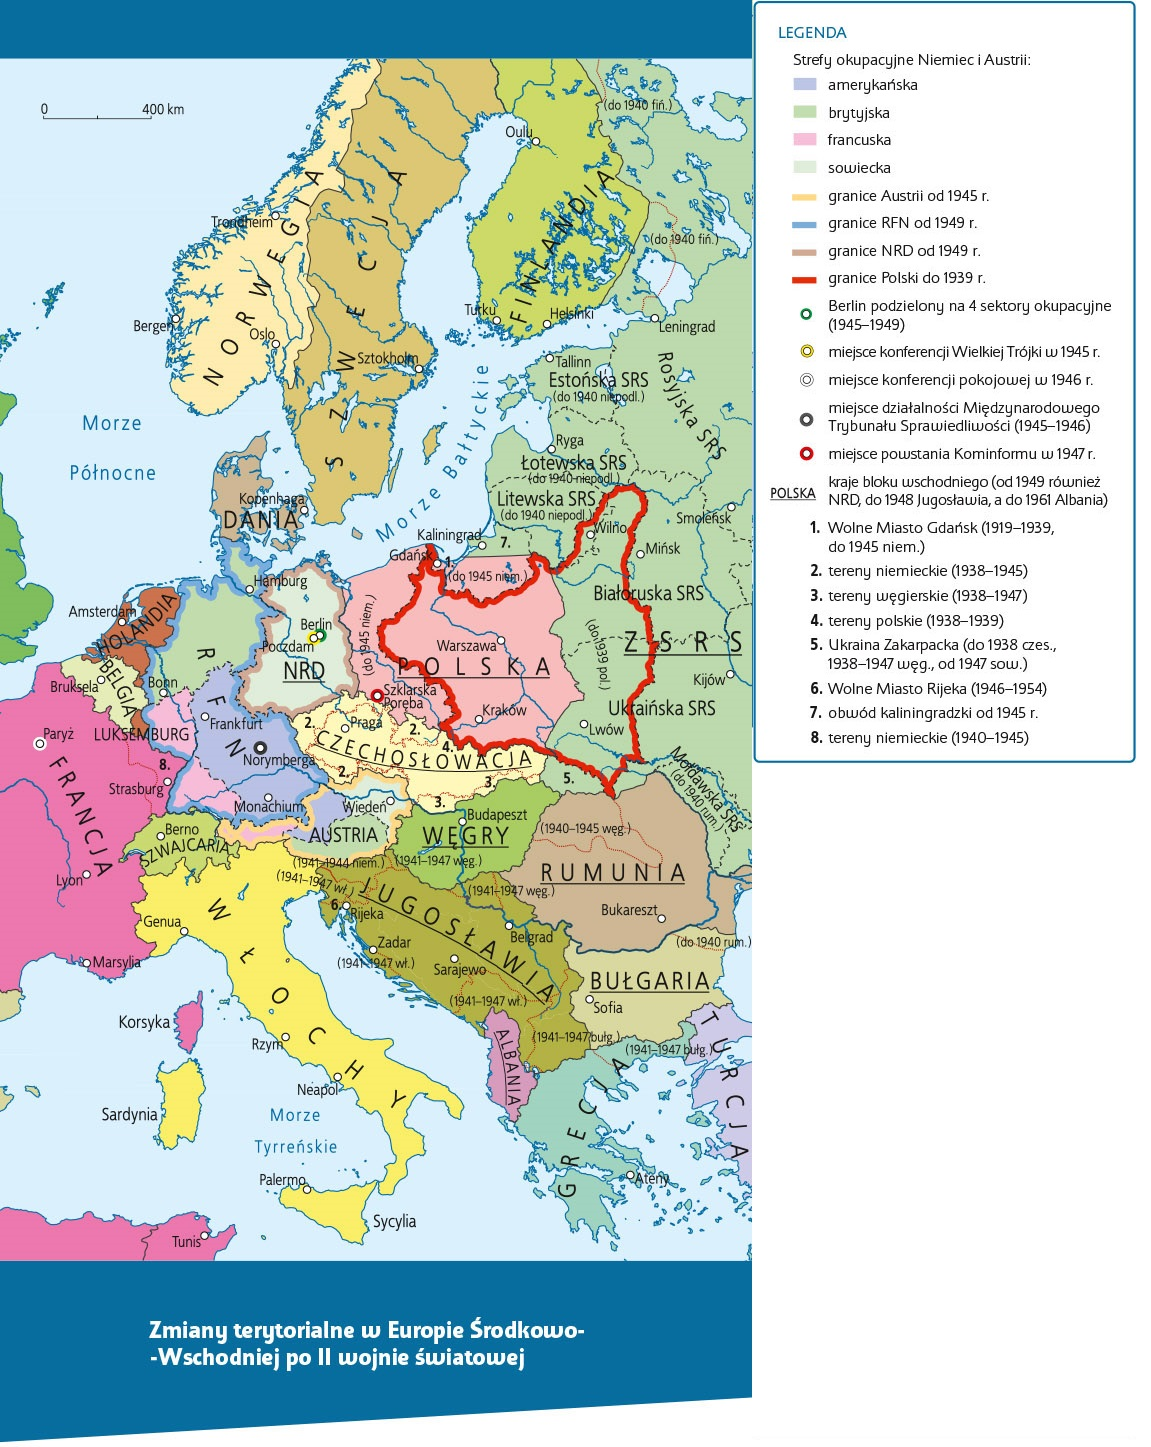 LEGENDA
Strefy okupacyjne Niemiec i Austrii:
amerykańska
brytyjska
francuska
sowiecka
granice Austrii od 1945 r.
granice RFN od 1949 r.
granice NRD od 1949 r.
granice Polski do 1939 r.
Berlin podzielony na 4 sektory okupacyjne
(1945–1949)
miejsce konferencji Wielkiej Trójki w 1945 r.
miejsce konferencji pokojowej w 1946 r.
miejsce działalności Międzynarodowego
Trybunału Sprawiedliwości (1945–1946)
miejsce powstania Kominformu w 1947 r.
POLSKA kraje bloku wschodniego (od 1949 również
NRD, do 1948 Jugosławia, a do 1961 Albania)
1. Wolne Miasto Gdańsk (1919–1939,
do 1945 niem.)
2. tereny niemieckie (1938–1945)
3. tereny węgierskie (1938–1947)
4. tereny polskie (1938–1939)
5. Ukraina Zakarpacka (do 1938 czes.,
1938–1947 węg., od 1947 sow.)
6. Wolne Miasto Rijeka (1946–1954)
7. obwód kaliningradzki od 1945 r.
8. tereny niemieckie (1940–1945)
0 400 km
(do 1940 fiń.)
Oulu
NORWEGIA
SZWECJA
FINLANDIA
Trondheim
(do 1940 fiń.)
Bergen
Oslo
Turku
Helsinki
Leningrad
Sztokholm
Tallinn
Estońska SRS
(do 1940 niepodl.)
Rosyjska SRS
Morze
Północne
Morze Bałtyckie
Ryga
Łotewska SRS
(do 1940 niepodl.)
Litewska SRS
(do 1940 niepodl.)
Smoleńsk
Kopenhaga
DANIA
Wilno
Kaliningrad
7.
Mińsk
Gdańsk
1.
(do 1945 niem.)
Hamburg
Białoruska SRS
Amsterdam
HOLANDIA
Berlin
Poczdam
NRD
(do 1945 niem.)
Warszawa
POLSKA
(do 1939 pol.)
ZSRS
Kijów
Bruksela
BELGIA
Bonn
RFN
Szklarska
Poręba
Kraków
Ukraińska SRS
Lwów
Paryż
LUKSEMBURG
Frankfurt
2.
Praga
2.
4.
CZECHOSŁOWACJA
Norymberga
8.
2.
3.
3.
5.
Mołdawska SRS
(do 1940 rum.)
FRANCJA
Strasburg
Monachium
Wiedeń
Budapeszt
Berno
SZWAJCARIA
AUSTRIA
WĘGRY
(1940–1945 węg.)
(1941–1944 niem.)
(1941–1947 węg.)
RUMUNIA
(1941–1947 wł.)
(1941–1947 węg.)
Lyon
JUGOSŁAWIA
6.
Rijeka
Bukareszt
Genua
WŁOCHY
Belgrad
(do 1940 rum.)
Zadar
(1941–1947 wł.)
Sarajewo
Marsylia
BUŁGARIA
(1941–1947 wł.)
Sofia
Korsyka
ALBANIA
(1941–1947 bułg.)
TURCJA
Rzym
(1941–1947 bułg.)
Neapol
GRECJA
Sardynia
Morze
Tyrreńskie
Palermo
Ateny
Sycylia
Tunis
Zmiany terytorialne w Europie Środkowo-
-Wschodniej po II wojnie światowej